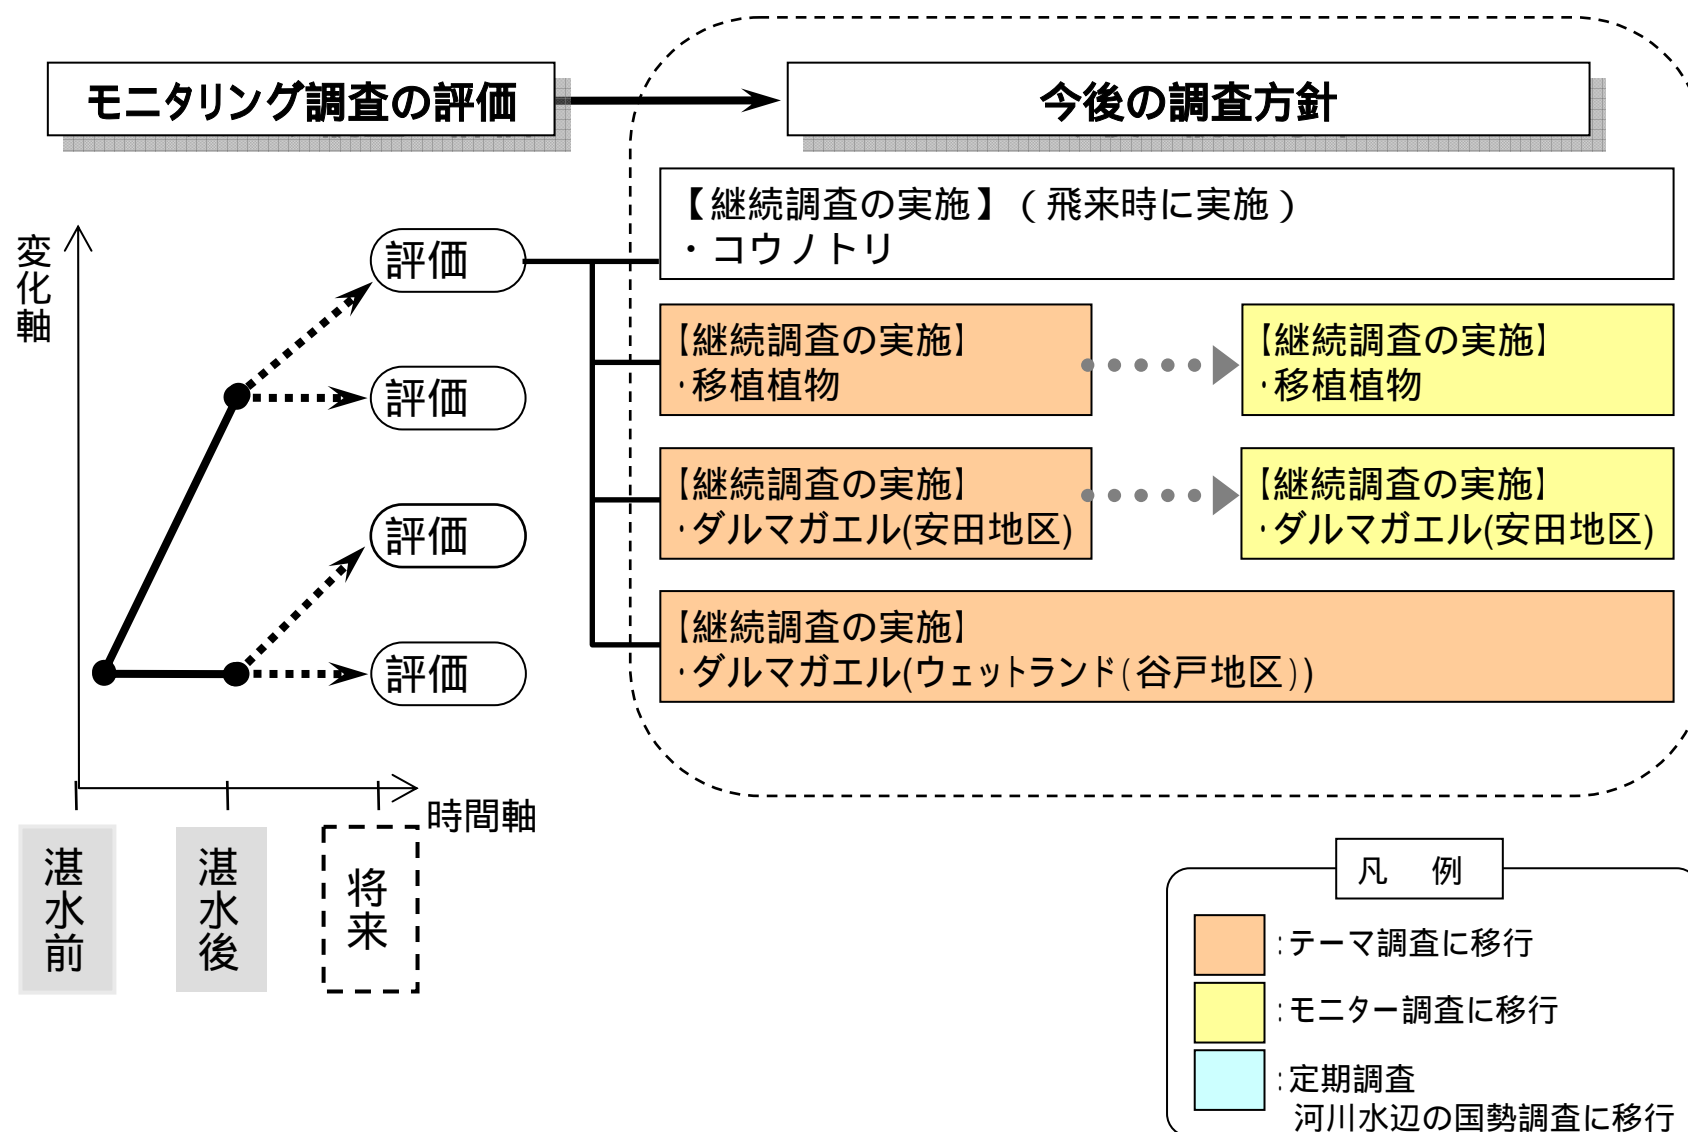 モニタリング調査の評価
今後の調査方針
【継続調査の実施】（飛来時に実施）
・コウノトリ
変化軸
評価
評価
評価
評価
【継続調査の実施】
・移植植物
【継続調査の実施】
・移植植物
【継続調査の実施】
・ダルマガエル(安田地区)
【継続調査の実施】
・ダルマガエル(安田地区)
【継続調査の実施】
・ダルマガエル(ウェットランド(谷戸地区))
時間軸
湛水前
湛水後
将来
凡　例
:テーマ調査に移行
:モニター調査に移行
:定期調査
河川水辺の国勢調査に移行